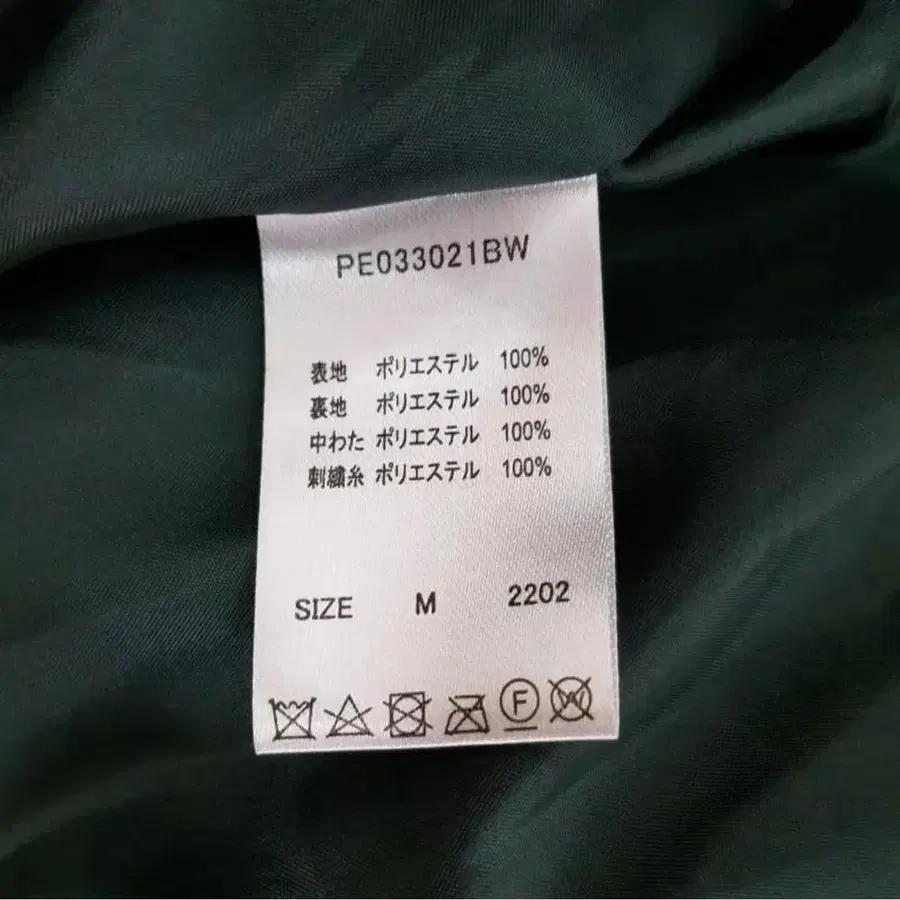 PE033021BW
表地 ポリエステル 100%
裏地 ポリエステル 100%
中わた ポリエステル 100%
刺繍糸 ポリエステル 100%
SIZE M 2202
F W